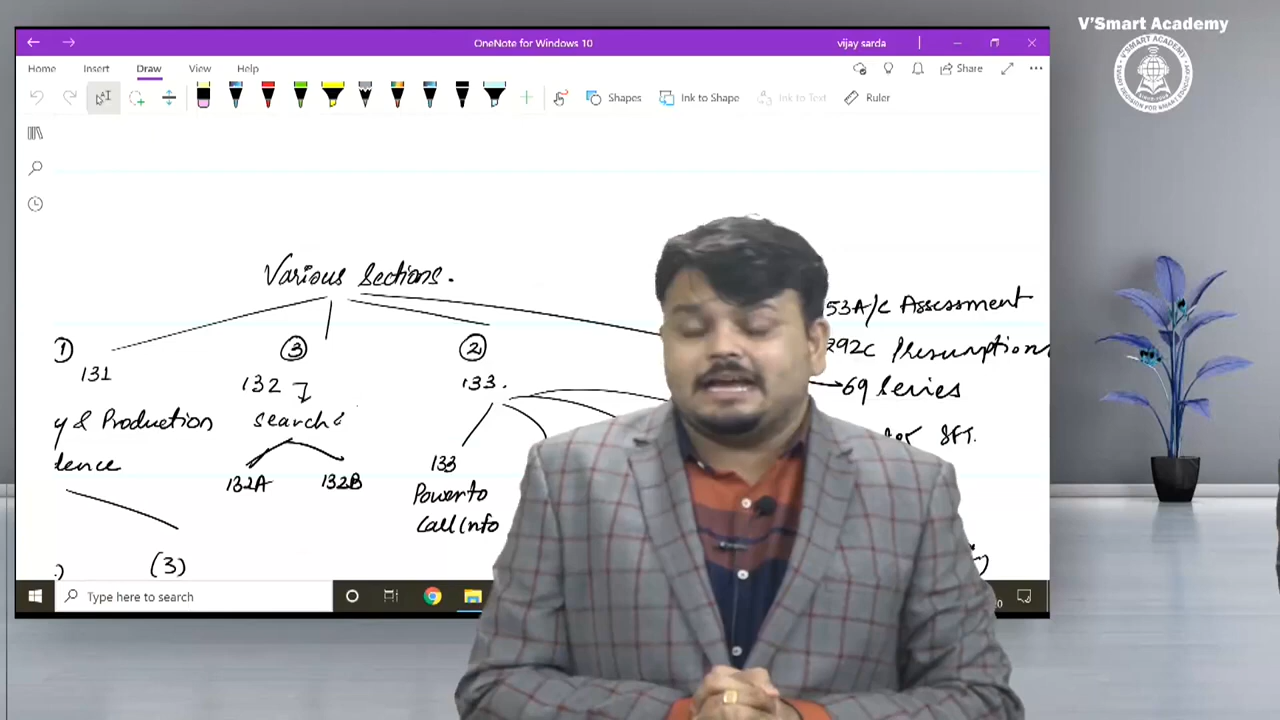 V'Smart Academy
OneNote for Windows 10
vijay sarda
Home Insert Draw View Help
Share
Shapes
Ink to Shape
Ink to Text
Ruler
Various Sections.
1
131
y & Production
dence
(3)
3
132
Search &
132A 132B
2
133.
133
Power to
Call Info
53A/C Assessment
292C Presumptions
69 Series
SFT.
Type here to search